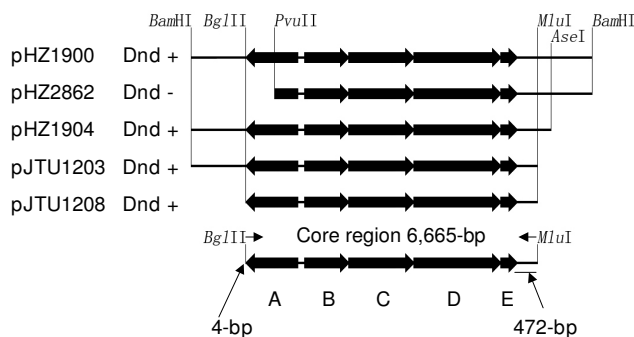 BamHI BglII PvuII MluI BamHI
AseI
pHZ1900 Dnd +
pHZ2862 Dnd -
pHZ1904 Dnd +
pJTU1203 Dnd +
pJTU1208 Dnd +
BglII Core region 6,665-bp MluI
A B C D E
4-bp 472-bp